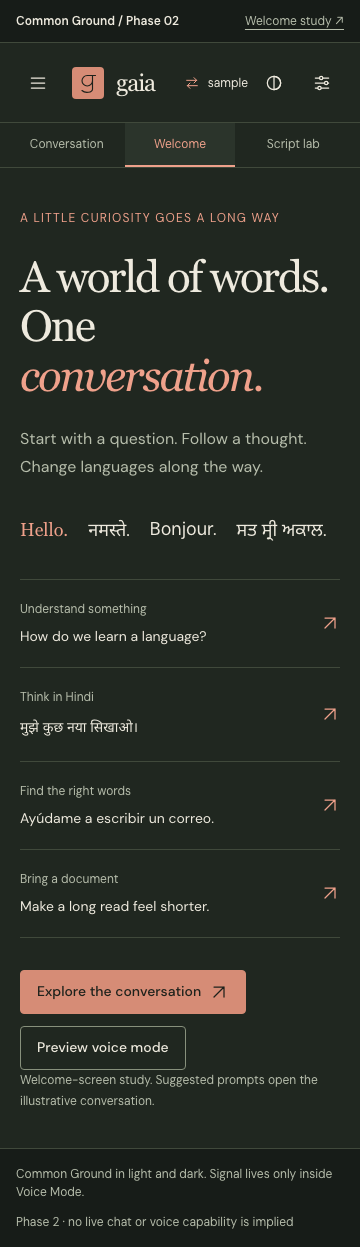 Common Ground / Phase 02
Welcome study ↗
g gaia
sample
Conversation
Welcome
Script lab
A LITTLE CURIOSITY GOES A LONG WAY
A world of words.
One
conversation.
Start with a question. Follow a thought.
Change languages along the way.
Hello. नमस्ते. Bonjour. ਸਤ ਸ੍ਰੀ ਅਕਾਲ.
Understand something
How do we learn a language?
Think in Hindi
मुझे कुछ नया सिखाओ।
Find the right words
Ayúdame a escribir un correo.
Bring a document
Make a long read feel shorter.
Explore the conversation
Preview voice mode
Welcome-screen study. Suggested prompts open the
illustrative conversation.
Common Ground in light and dark. Signal lives only inside
Voice Mode.
Phase 2 · no live chat or voice capability is implied